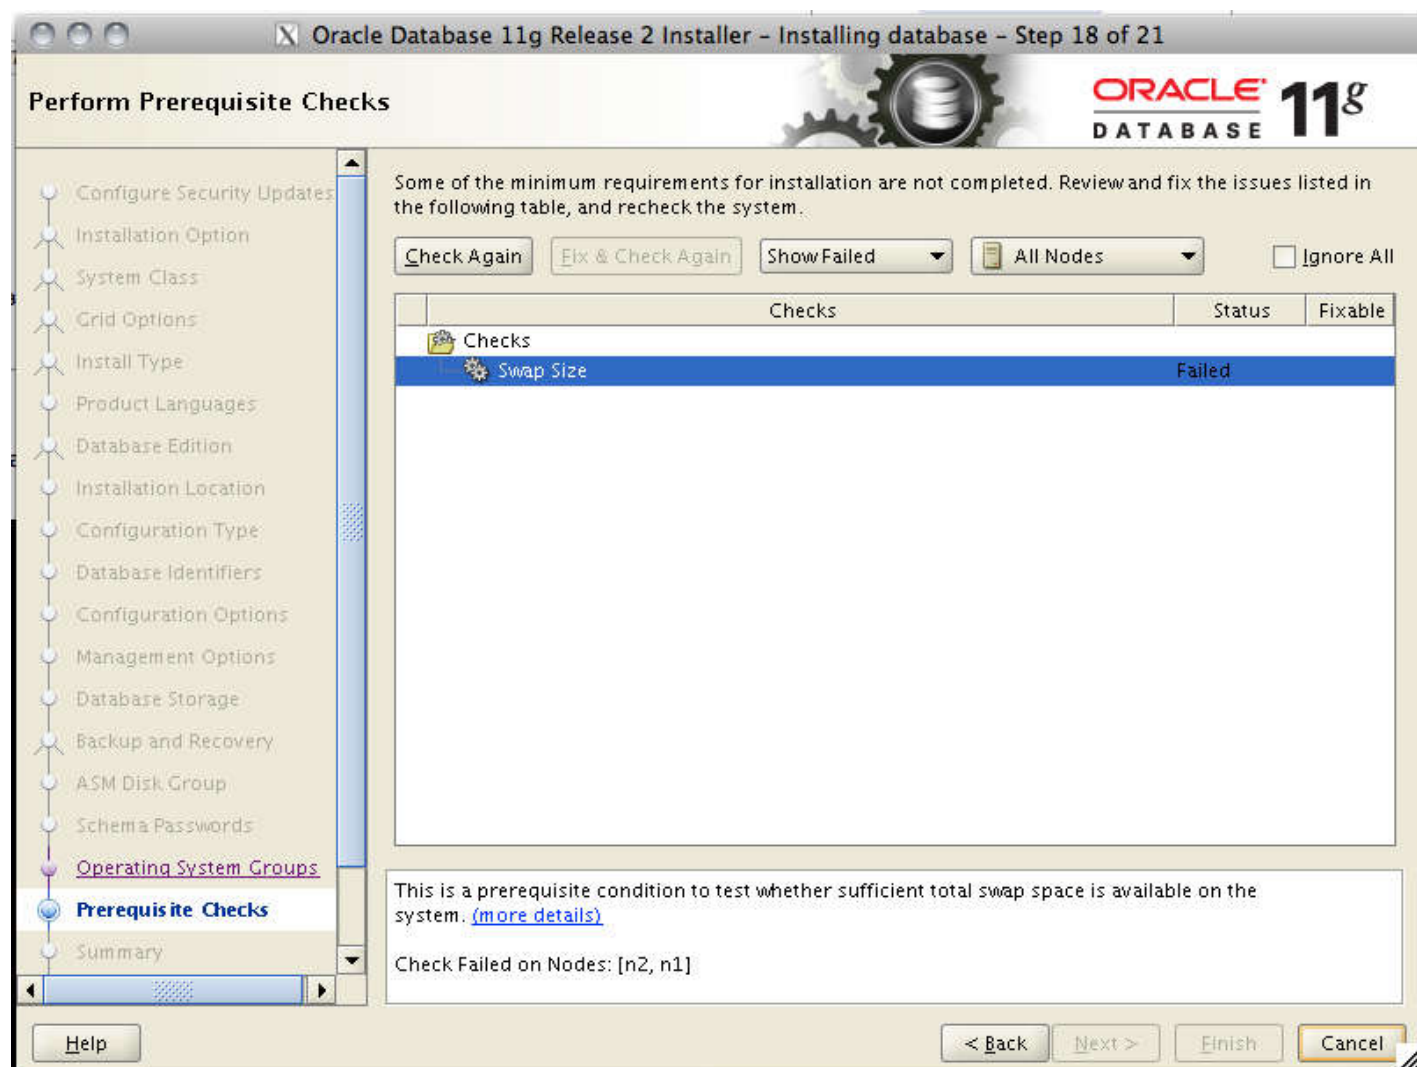 X Oracle Database 11g Release 2 Installer - Installing database - Step 18 of 21
Perform Prerequisite Checks
ORACLE 11g
DATABASE
Configure Security Updates
Installation Option
System Class
Grid Options
Install Type
Product Languages
Database Edition
Installation Location
Configuration Type
Database Identifiers
Configuration Options
Management Options
Database Storage
Backup and Recovery
ASM Disk Group
Schema Passwords
Operating System Groups
Prerequisite Checks
Summary
Some of the minimum requirements for installation are not completed. Review and fix the issues listed in
the following table, and recheck the system.
Check Again Fix & Check Again Show Failed All Nodes Ignore All
Checks Status Fixable
Checks
Swap Size Failed
This is a prerequisite condition to test whether sufficient total swap space is available on the
system. (more details)
Check Failed on Nodes: [n2, n1]
Help < Back Next > Finish Cancel